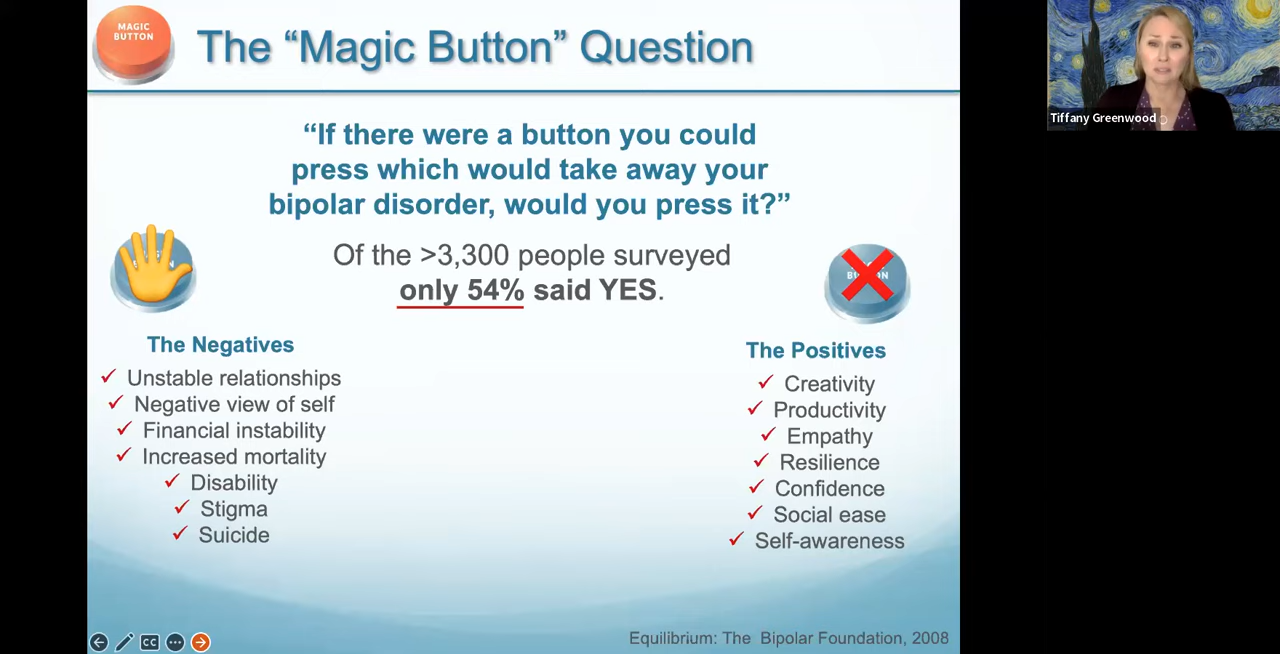 MAGIC
BUTTON
The “Magic Button” Question
“If there were a button you could
press which would take away your
bipolar disorder, would you press it?”
Of the >3,300 people surveyed
only 54% said YES.
The Negatives
Unstable relationships
Negative view of self
Financial instability
Increased mortality
Disability
Stigma
Suicide
The Positives
Creativity
Productivity
Empathy
Resilience
Confidence
Social ease
Self-awareness
Equilibrium: The Bipolar Foundation, 2008
CC
Tiffany Greenwood